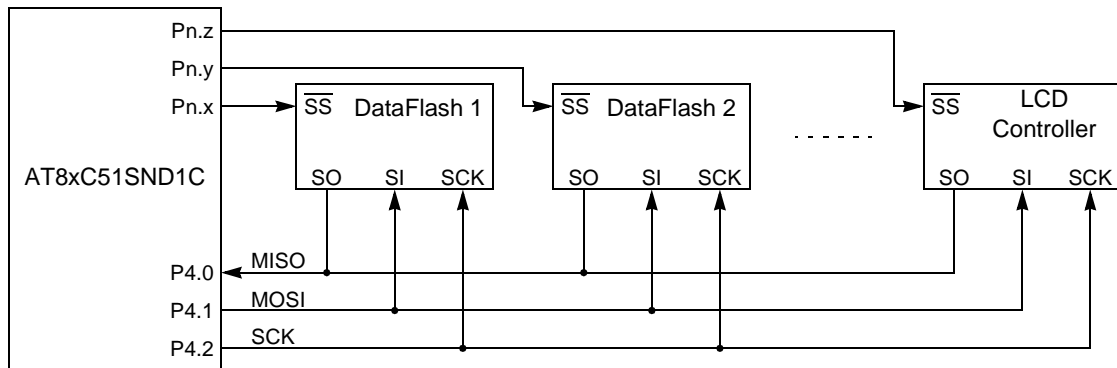 Pn.z
Pn.y
Pn.x
SS DataFlash 1
SS DataFlash 2
SS LCD
Controller
AT8xC51SND1C
SO SI SCK
SO SI SCK
SO SI SCK
P4.0 MISO
P4.1 MOSI
P4.2 SCK